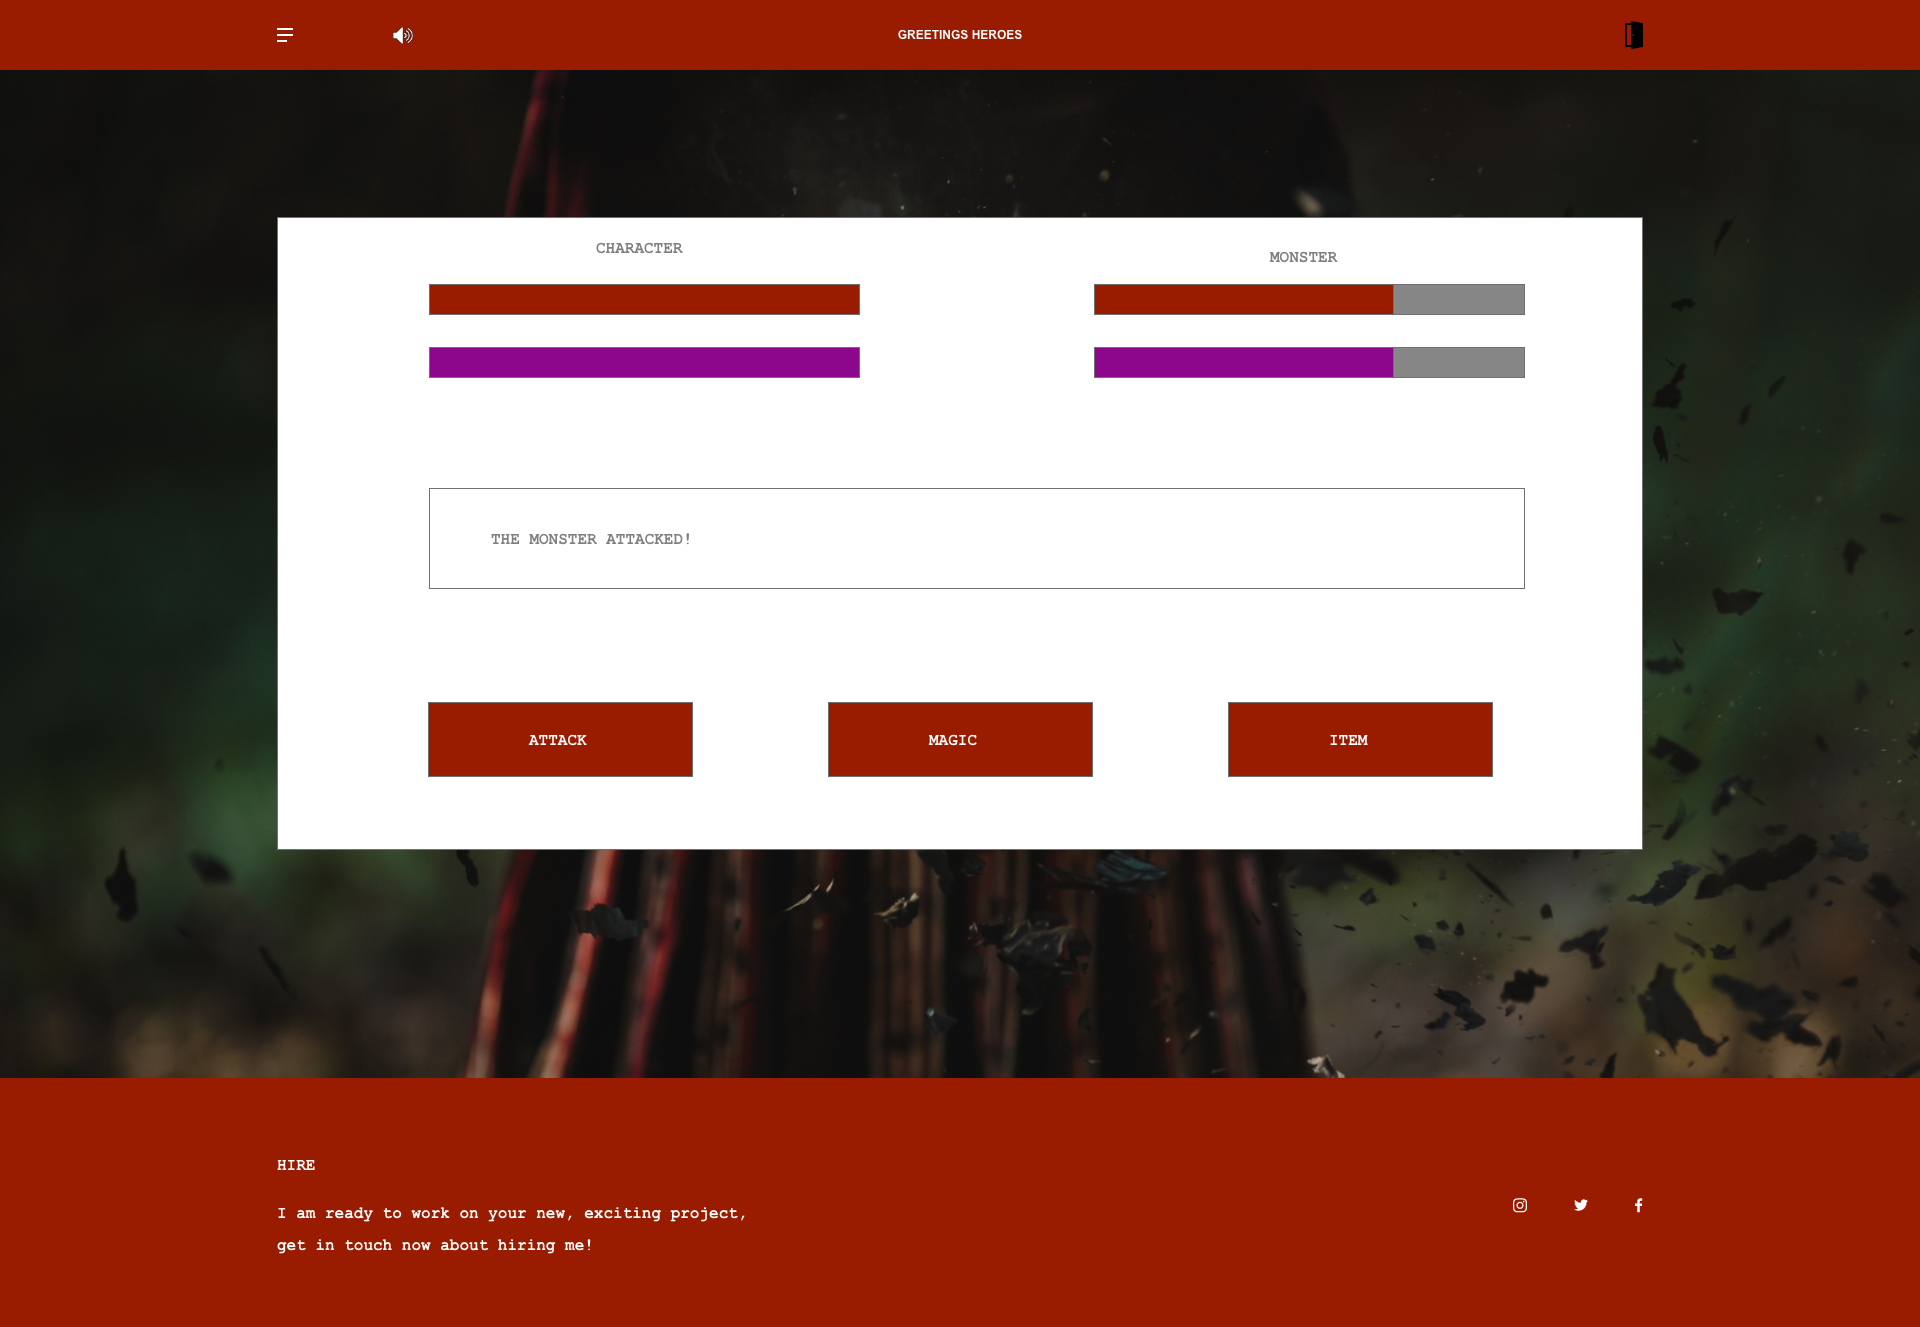 GREETINGS HEROES
CHARACTER
MONSTER
THE MONSTER ATTACKED!
ATTACK
MAGIC
ITEM
HIRE
I am ready to work on your new, exciting project,
get in touch now about hiring me!